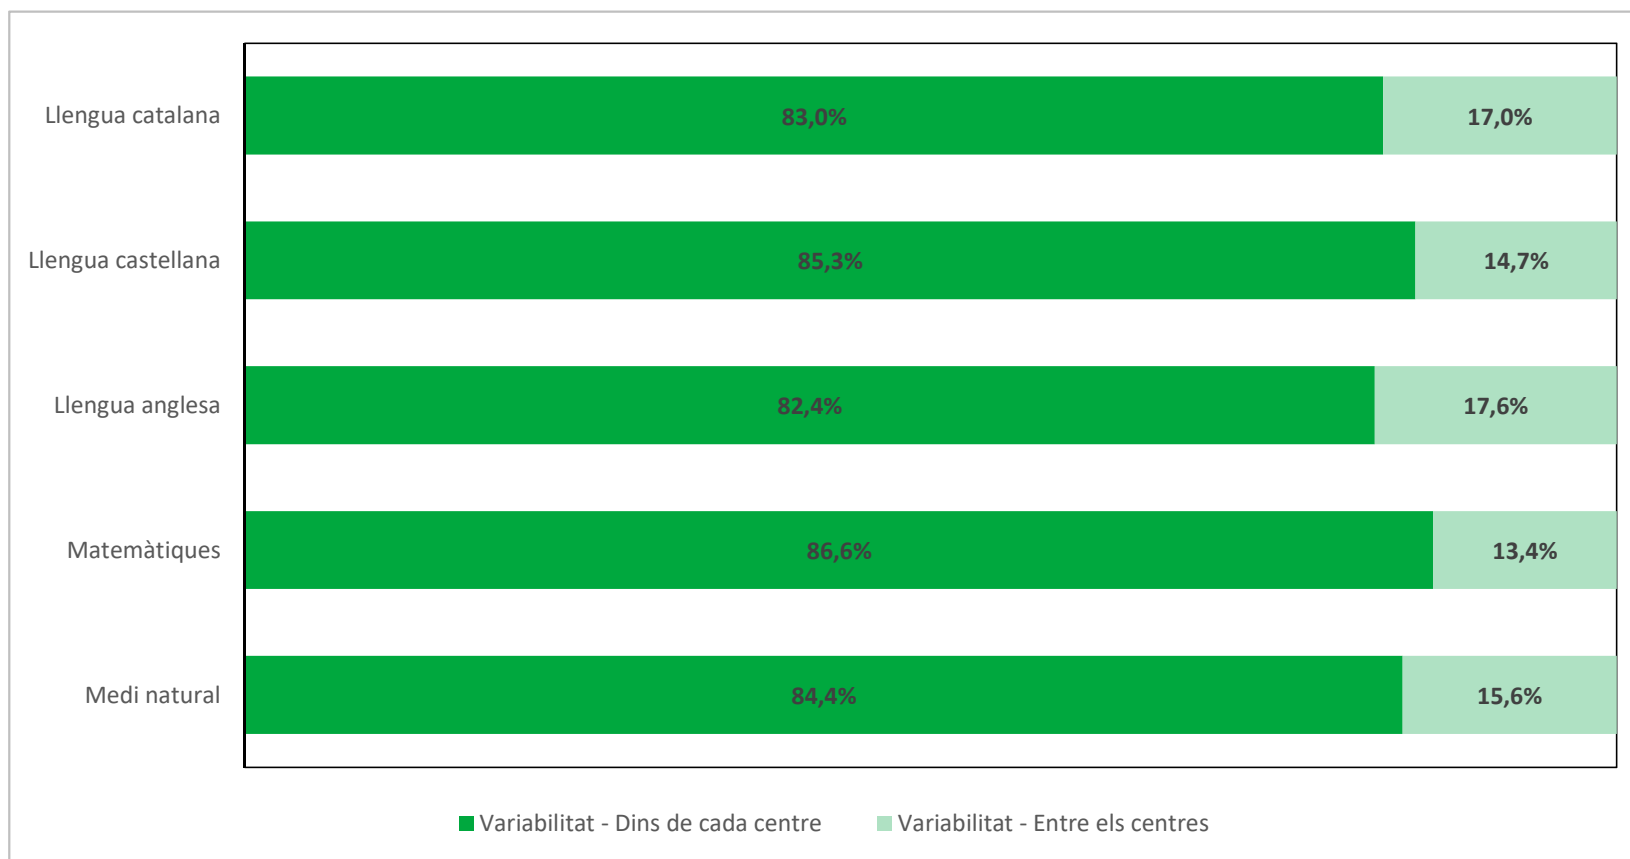 Llengua catalana 83,0% 17,0%
Llengua castellana 85,3% 14,7%
Llengua anglesa 82,4% 17,6%
Matemàtiques 86,6% 13,4%
Medi natural 84,4% 15,6%
Variabilitat - Dins de cada centre Variabilitat - Entre els centres